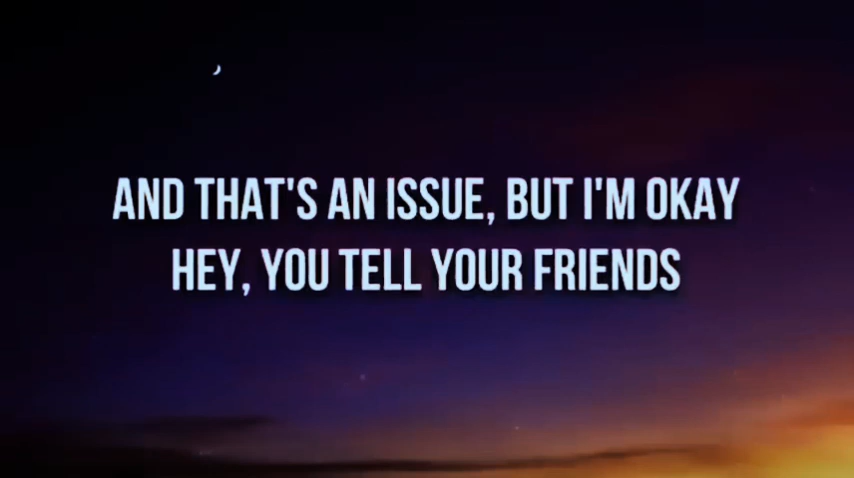 AND THAT'S AN ISSUE, BUT I'M OKAY
HEY, YOU TELL YOUR FRIENDS